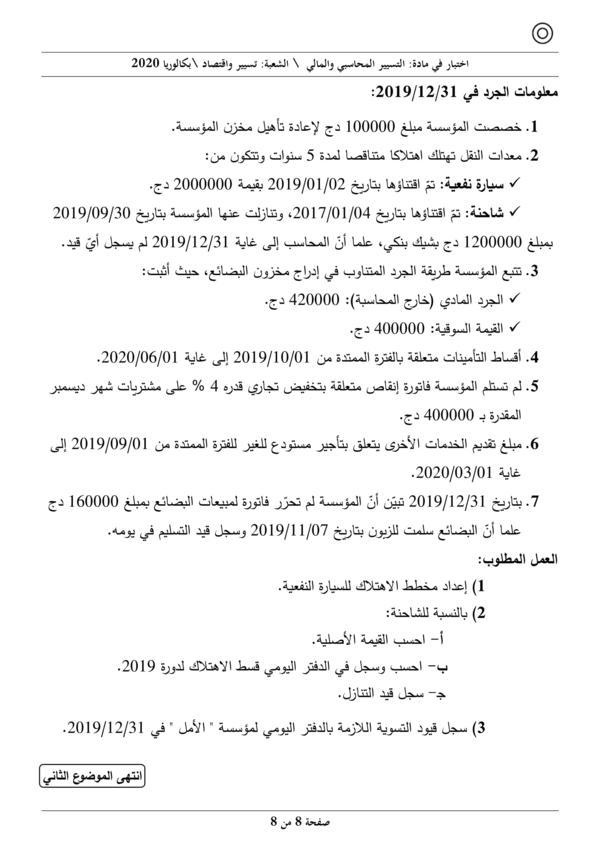 اختبار في مادة: التسيير المحاسبي والمالي \ الشعبة: تسيير واقتصاد \ بكالوريا 2020
معلومات الجرد في 2019/12/31:
1. خصصت المؤسسة مبلغ 100000 دج لإعادة تأهيل مخزن المؤسسة.
2. معدات النقل تهتلك اهتلاكا متناقصا لمدة 5 سنوات وتتكون من:
✓ سيارة نفعية: تمّ اقتناؤها بتاريخ 2019/01/02 بقيمة 2000000 دج.
✓ شاحنة: تمّ اقتناؤها بتاريخ 2017/01/04، وتنازلت عنها المؤسسة بتاريخ 2019/09/30
بمبلغ 1200000 دج بشيك بنكي، علما أنّ المحاسب إلى غاية 2019/12/31 لم يسجل أيّ قيد.
3. تتبع المؤسسة طريقة الجرد المتناوب في إدراج مخزون البضائع، حيث أثبت:
✓ الجرد المادي (خارج المحاسبة): 420000 دج.
✓ القيمة السوقية: 400000 دج.
4. أقساط التأمينات متعلقة بالفترة الممتدة من 2019/10/01 إلى غاية 2020/06/01.
5. لم تستلم المؤسسة فاتورة إنقاص متعلقة بتخفيض تجاري قدره 4 % على مشتريات شهر ديسمبر
المقدرة بـ 400000 دج.
6. مبلغ تقديم الخدمات الأخرى يتعلق بتأجير مستودع للغير للفترة الممتدة من 2019/09/01 إلى
غاية 2020/03/01.
7. بتاريخ 2019/12/31 تبيّن أنّ المؤسسة لم تحرّر فاتورة لمبيعات البضائع بمبلغ 160000 دج
علما أنّ البضائع سلمت للزبون بتاريخ 2019/11/07 وسجل قيد التسليم في يومه.
العمل المطلوب:
1) إعداد مخطط الاهتلاك للسيارة النفعية.
2) بالنسبة للشاحنة:
أ- احسب القيمة الأصلية.
ب- احسب وسجل في الدفتر اليومي قسط الاهتلاك لدورة 2019.
ج- سجل قيد التنازل.
3) سجل قيود التسوية اللازمة بالدفتر اليومي لمؤسسة " الأمل " في 2019/12/31.
انتهى الموضوع الثاني
صفحة 8 من 8